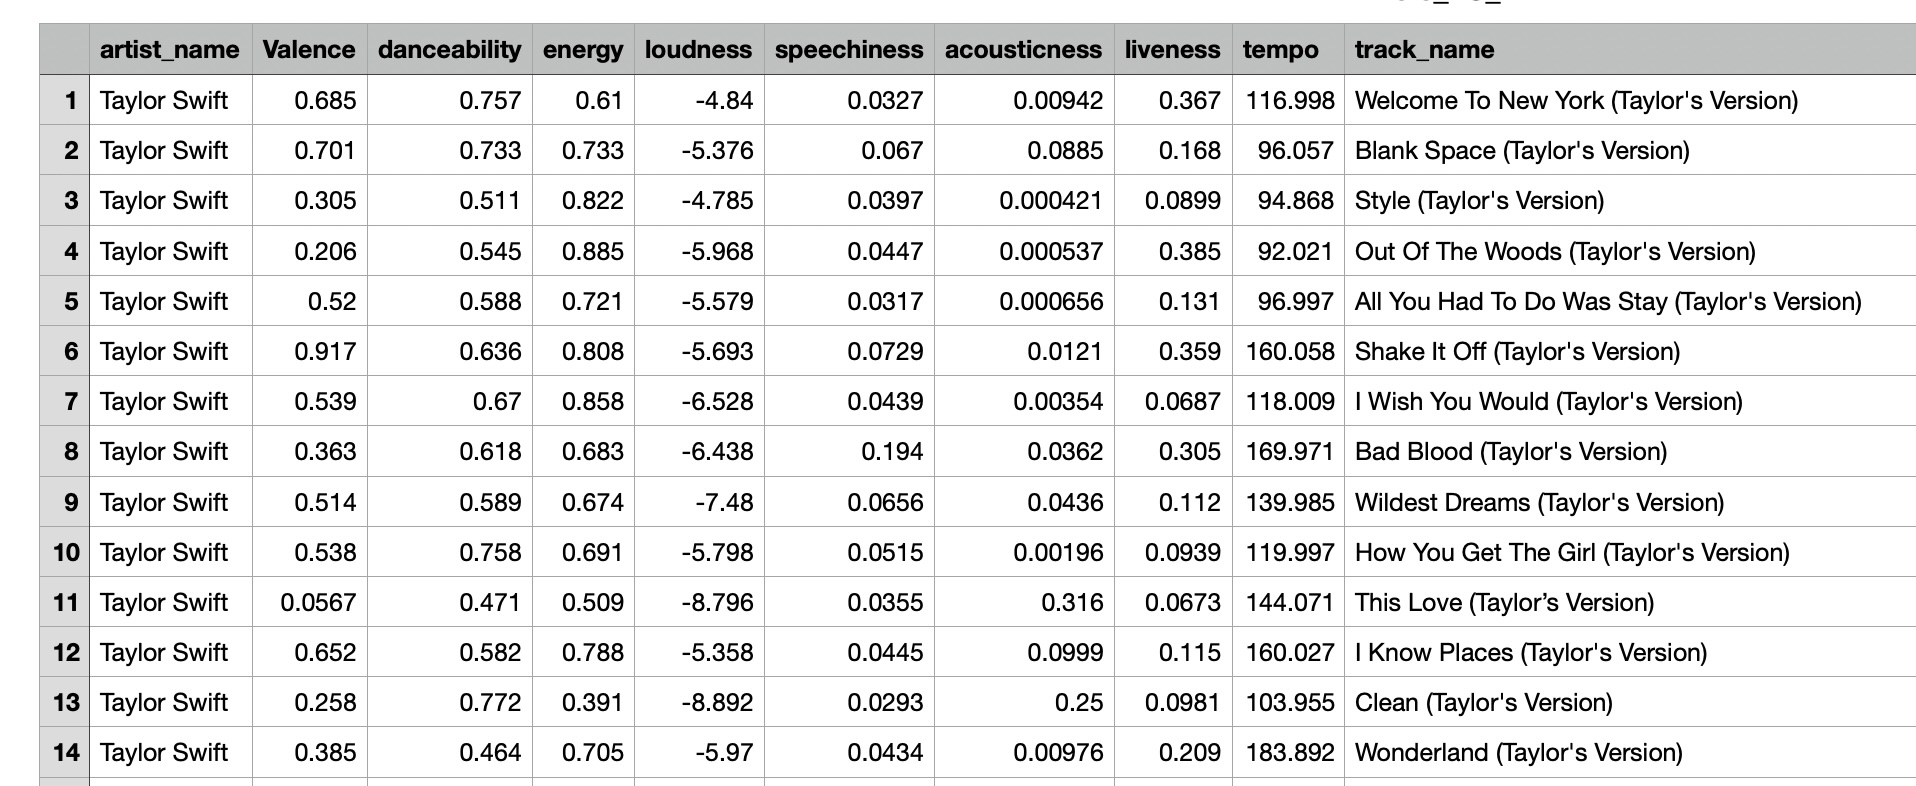 artist_name Valence danceability energy loudness speechiness acousticness liveness tempo track_name
1 Taylor Swift 0.685 0.757 0.61 -4.84 0.0327 0.00942 0.367 116.998 Welcome To New York (Taylor's Version)
2 Taylor Swift 0.701 0.733 0.733 -5.376 0.067 0.0885 0.168 96.057 Blank Space (Taylor's Version)
3 Taylor Swift 0.305 0.511 0.822 -4.785 0.0397 0.000421 0.0899 94.868 Style (Taylor's Version)
4 Taylor Swift 0.206 0.545 0.885 -5.968 0.0447 0.000537 0.385 92.021 Out Of The Woods (Taylor's Version)
5 Taylor Swift 0.52 0.588 0.721 -5.579 0.0317 0.000656 0.131 96.997 All You Had To Do Was Stay (Taylor's Version)
6 Taylor Swift 0.917 0.636 0.808 -5.693 0.0729 0.0121 0.359 160.058 Shake It Off (Taylor's Version)
7 Taylor Swift 0.539 0.67 0.858 -6.528 0.0439 0.00354 0.0687 118.009 I Wish You Would (Taylor's Version)
8 Taylor Swift 0.363 0.618 0.683 -6.438 0.194 0.0362 0.305 169.971 Bad Blood (Taylor's Version)
9 Taylor Swift 0.514 0.589 0.674 -7.48 0.0656 0.0436 0.112 139.985 Wildest Dreams (Taylor's Version)
10 Taylor Swift 0.538 0.758 0.691 -5.798 0.0515 0.00196 0.0939 119.997 How You Get The Girl (Taylor's Version)
11 Taylor Swift 0.0567 0.471 0.509 -8.796 0.0355 0.316 0.0673 144.071 This Love (Taylor’s Version)
12 Taylor Swift 0.652 0.582 0.788 -5.358 0.0445 0.0999 0.115 160.027 I Know Places (Taylor's Version)
13 Taylor Swift 0.258 0.772 0.391 -8.892 0.0293 0.25 0.0981 103.955 Clean (Taylor's Version)
14 Taylor Swift 0.385 0.464 0.705 -5.97 0.0434 0.00976 0.209 183.892 Wonderland (Taylor's Version)